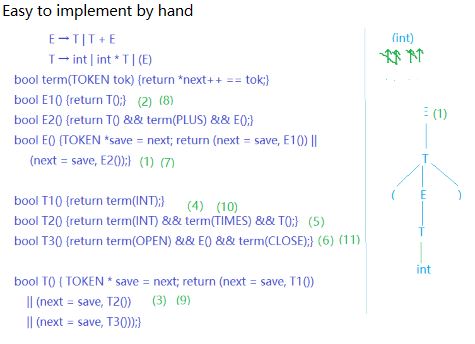 Easy to implement by hand
E → T | T + E
T → int | int * T | (E)
bool term(TOKEN tok) {return *next++ == tok;}
bool E1() {return T();} (2) (8)
bool E2() {return T() && term(PLUS) && E();}
bool E() {TOKEN *save = next; return (next = save, E1()) ||
(next = save, E2());} (1) (7)
bool T1() {return term(INT);} (4) (10)
bool T2() {return term(INT) && term(TIMES) && T();} (5)
bool T3() {return term(OPEN) && E() && term(CLOSE);} (6) (11)
bool T() { TOKEN * save = next; return (next = save, T1())
|| (next = save, T2()) (3) (9)
|| (next = save, T3());}
(int)
E (1)
T
( E )
T
int